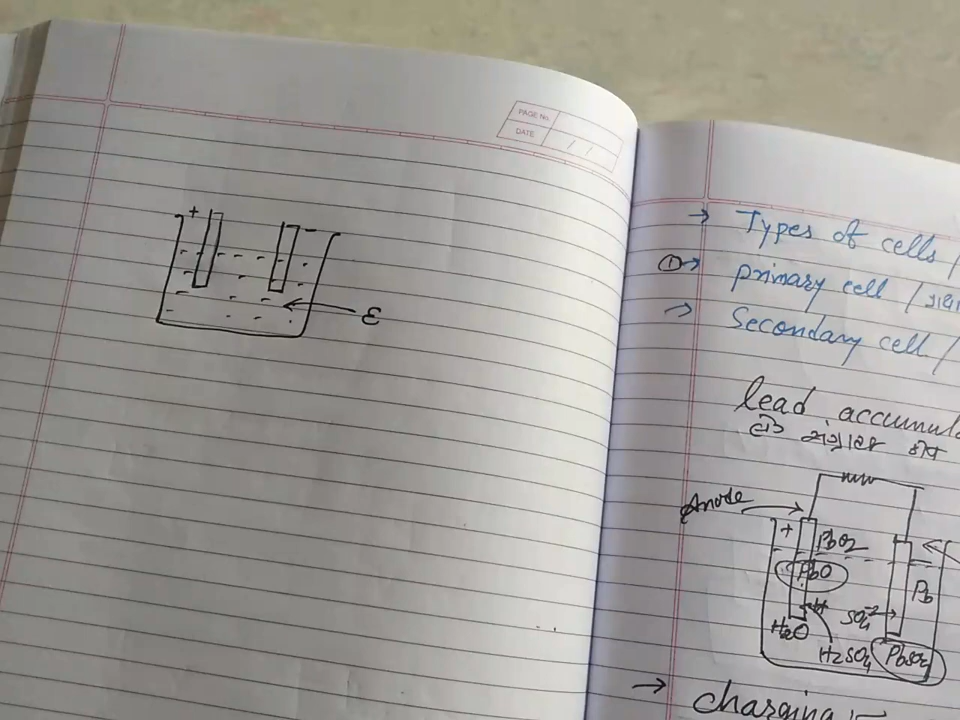 PAGE No.
DATE / /
+ -
ε
→ Types of cells /
① → primary cell /
→ Secondary cell /
lead accumula
Anode
+ PbO2
PbO
Pb
SO4-2
H+
H2O
H2SO4
PbSO4
→ charging :-